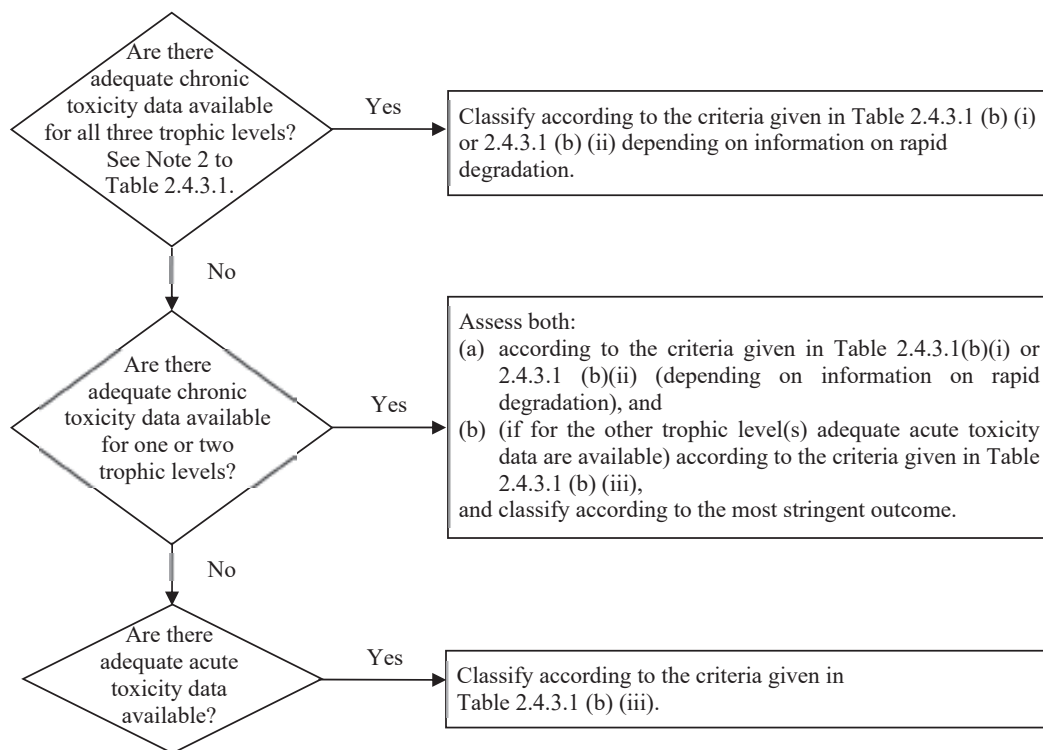 Are there
adequate chronic
toxicity data available
for all three trophic levels?
See Note 2 to
Table 2.4.3.1.
Yes
Classify according to the criteria given in Table 2.4.3.1 (b) (i)
or 2.4.3.1 (b) (ii) depending on information on rapid
degradation.
No
Are there
adequate chronic
toxicity data available
for one or two
trophic levels?
Yes
Assess both:
(a) according to the criteria given in Table 2.4.3.1(b)(i) or
2.4.3.1 (b)(ii) (depending on information on rapid
degradation), and
(b) (if for the other trophic level(s) adequate acute toxicity
data are available) according to the criteria given in Table
2.4.3.1 (b) (iii),
and classify according to the most stringent outcome.
No
Are there
adequate acute
toxicity data
available?
Yes
Classify according to the criteria given in
Table 2.4.3.1 (b) (iii).